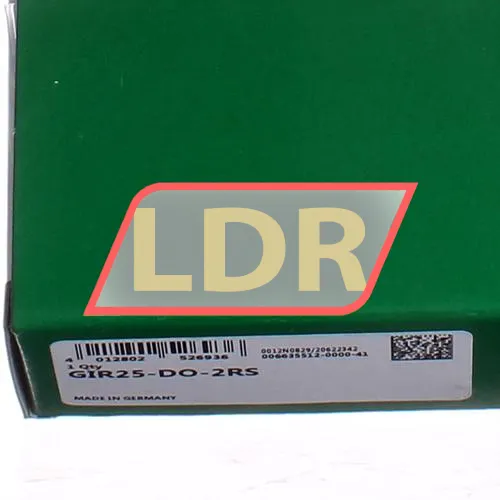 LDR
4 012802 526936
0012N0829/20622342
006635512-0000-41
1 Qty
GIR25-DO-2RS
MADE IN GERMANY